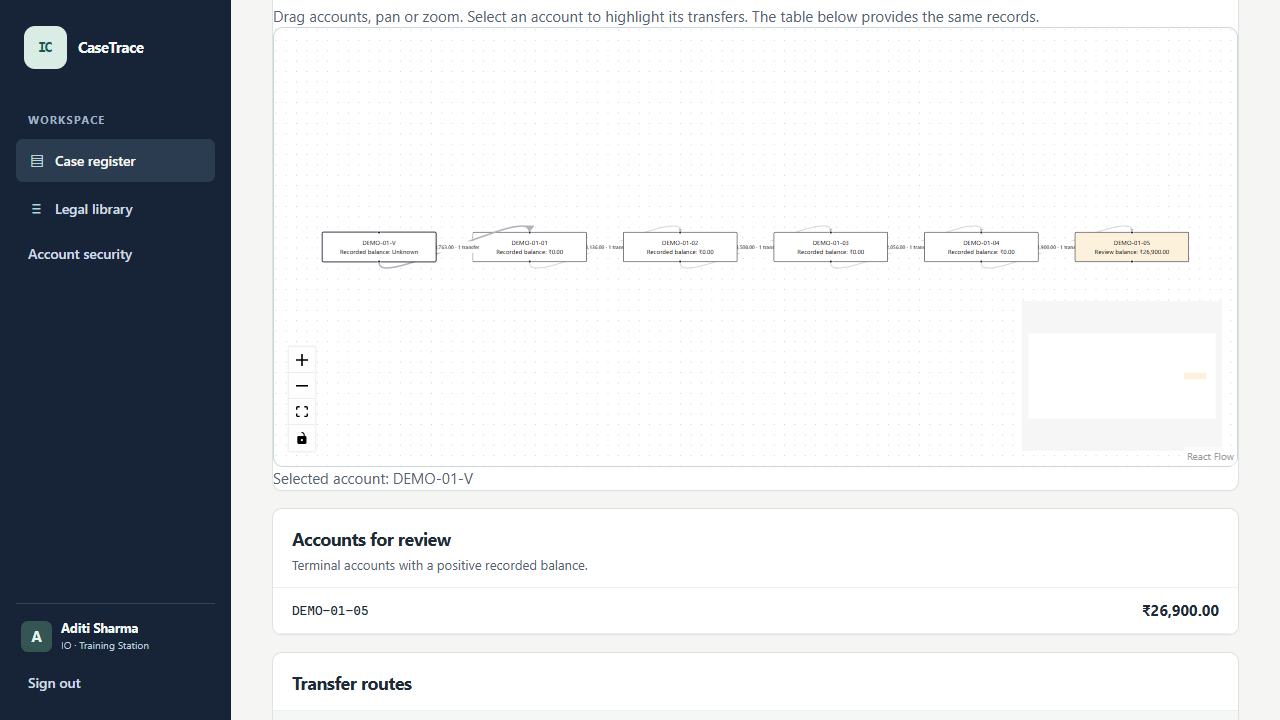 IC
CaseTrace
WORKSPACE
Case register
Legal library
Account security
A
Aditi Sharma
IO · Training Station
Sign out
Drag accounts, pan or zoom. Select an account to highlight its transfers. The table below provides the same records.
DEMO-01-V
Recorded balance: Unknown
DEMO-01-01
Recorded balance: ₹0.00
DEMO-01-02
Recorded balance: ₹0.00
DEMO-01-03
Recorded balance: ₹0.00
DEMO-01-04
Recorded balance: ₹0.00
DEMO-01-05
Review balance: ₹26,900.00
React Flow
Selected account: DEMO-01-V
Accounts for review
Terminal accounts with a positive recorded balance.
DEMO-01-05
₹26,900.00
Transfer routes